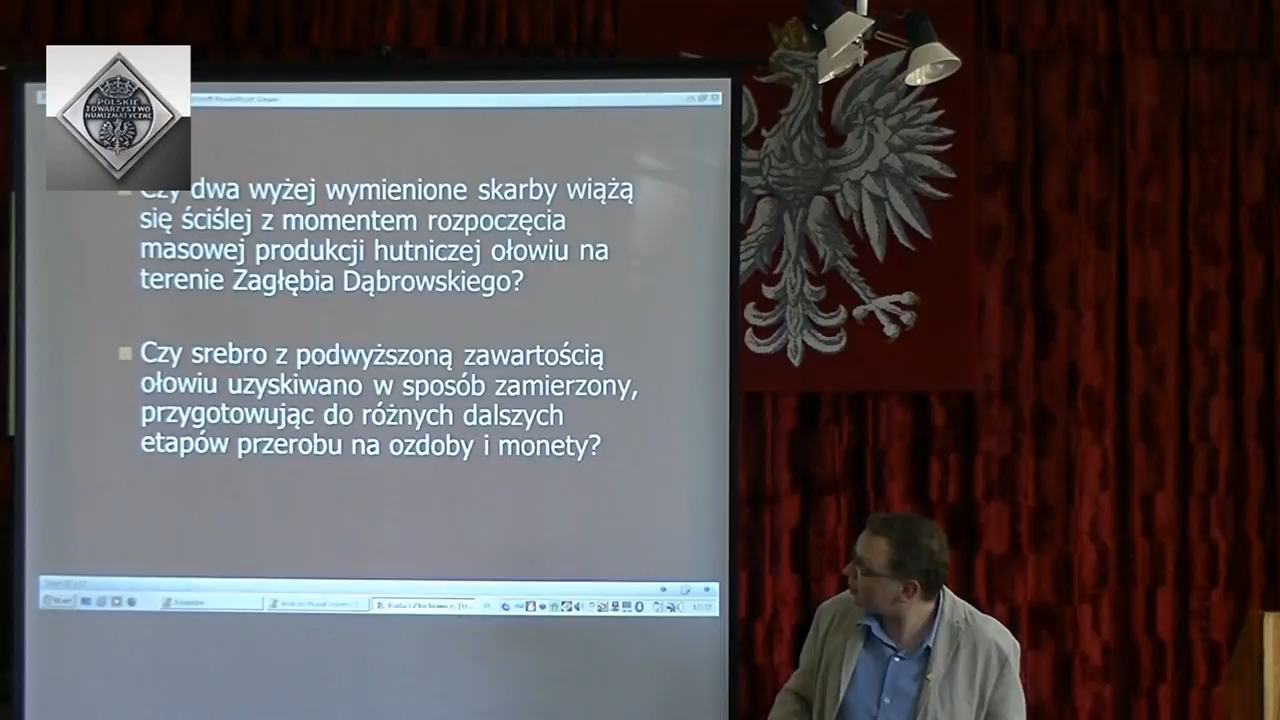 POLSKIE
TOWARZYSTWO
NUMIZMATYCZNE
Czy dwa wyżej wymienione skarby wiążą
się ściślej z momentem rozpoczęcia
masowej produkcji hutniczej ołowiu na
terenie Zagłębia Dąbrowskiego?
Czy srebro z podwyższoną zawartością
ołowiu uzyskiwano w sposób zamierzony,
przygotowując do różnych dalszych
etapów przerobu na ozdoby i monety?